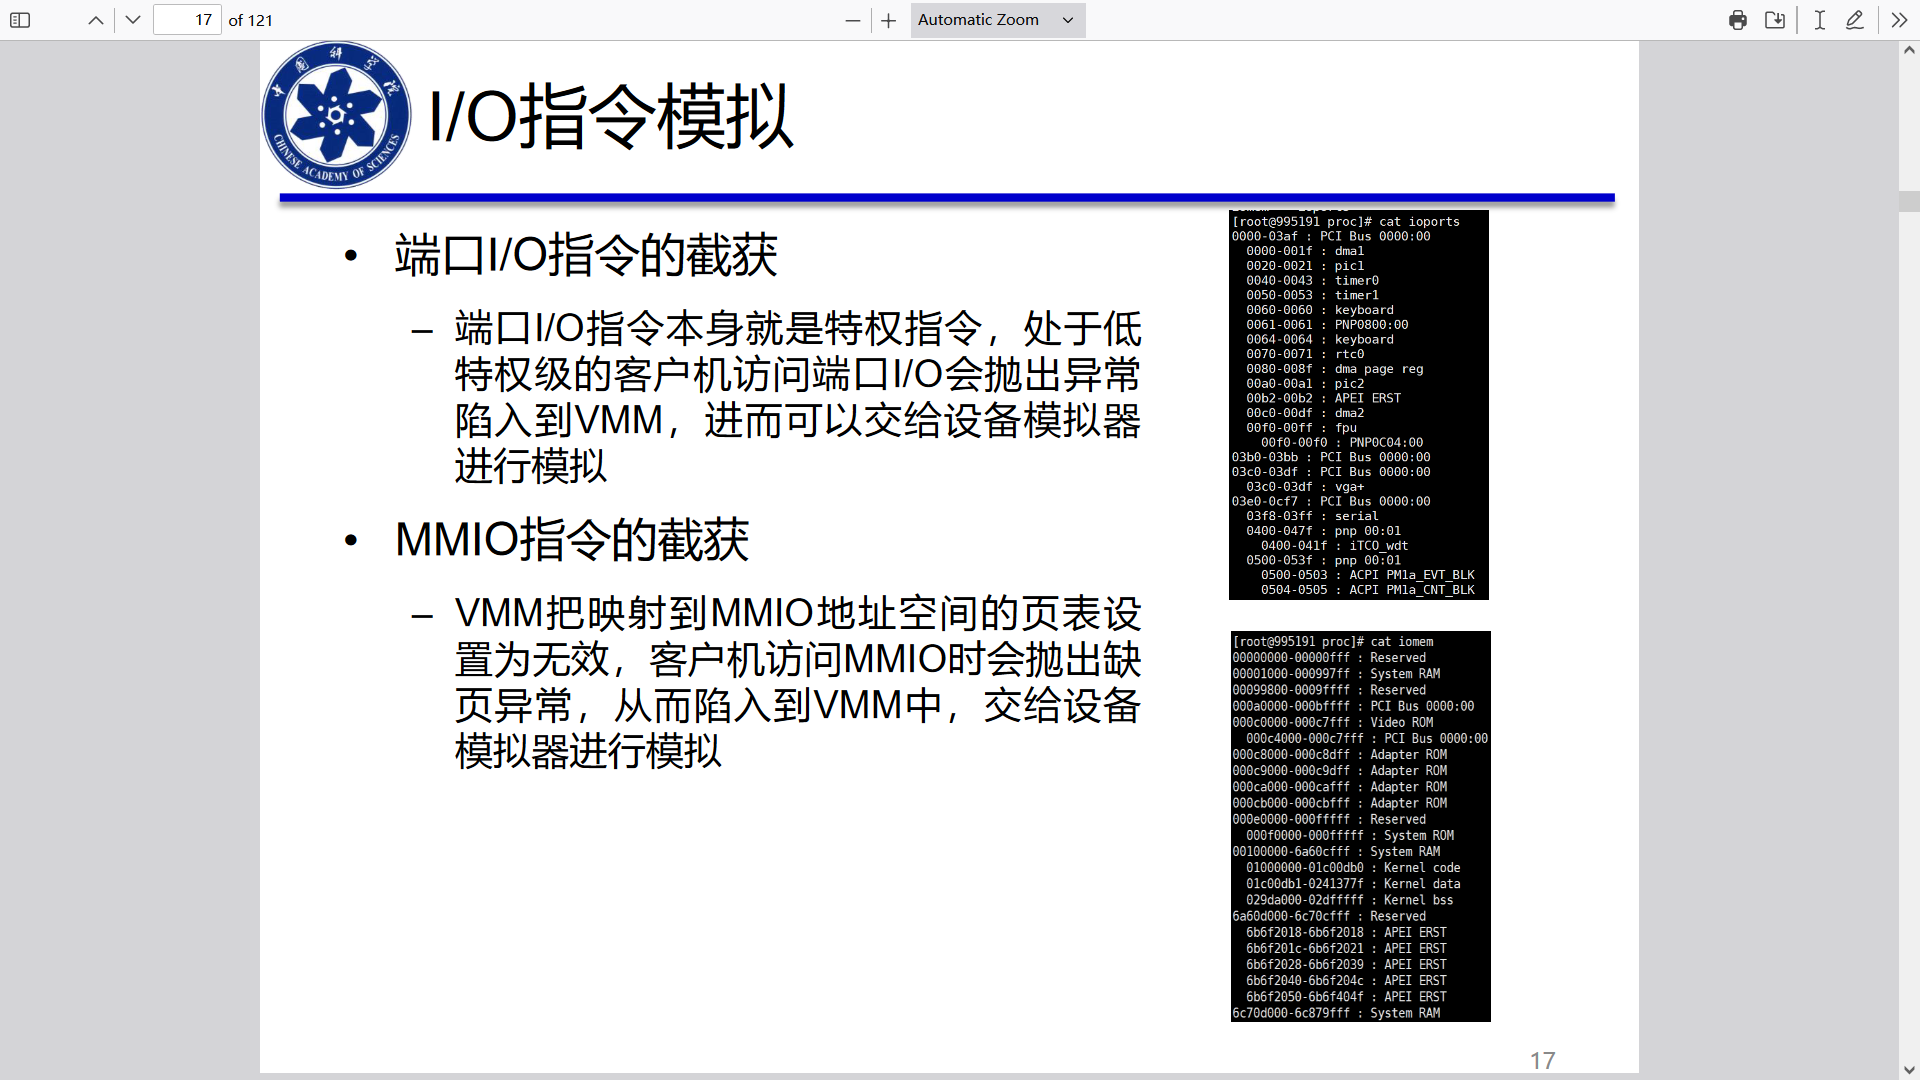 17 of 121
Automatic Zoom
中国科学院
CHINESE ACADEMY OF SCIENCES
I/O指令模拟
• 端口I/O指令的截获
– 端口I/O指令本身就是特权指令，处于低
特权级的客户机访问端口I/O会抛出异常
陷入到VMM，进而可以交给设备模拟器
进行模拟
• MMIO指令的截获
– VMM把映射到MMIO地址空间的页表设
置为无效，客户机访问MMIO时会抛出缺
页异常，从而陷入到VMM中，交给设备
模拟器进行模拟
[root@995191 proc]# cat ioports
0000-03af : PCI Bus 0000:00
0000-001f : dma1
0020-0021 : pic1
0040-0043 : timer0
0050-0053 : timer1
0060-0060 : keyboard
0061-0061 : PNP0800:00
0064-0064 : keyboard
0070-0071 : rtc0
0080-008f : dma page reg
00a0-00a1 : pic2
00b2-00b2 : APEI ERST
00c0-00df : dma2
00f0-00ff : fpu
00f0-00f0 : PNP0C04:00
03b0-03bb : PCI Bus 0000:00
03c0-03df : PCI Bus 0000:00
03c0-03df : vga+
03e0-0cf7 : PCI Bus 0000:00
03f8-03ff : serial
0400-047f : pnp 00:01
0400-041f : iTCO_wdt
0500-053f : pnp 00:01
0500-0503 : ACPI PM1a_EVT_BLK
0504-0505 : ACPI PM1a_CNT_BLK
[root@995191 proc]# cat iomem
00000000-00000fff : Reserved
00001000-000997ff : System RAM
00099800-0009ffff : Reserved
000a0000-000bffff : PCI Bus 0000:00
000c0000-000c7fff : Video ROM
000c4000-000c7fff : PCI Bus 0000:00
000c8000-000c8dff : Adapter ROM
000c9000-000c9dff : Adapter ROM
000ca000-000cafff : Adapter ROM
000cb000-000cbfff : Adapter ROM
000e0000-000fffff : Reserved
000f0000-000fffff : System ROM
00100000-6a60cfff : System RAM
01000000-01c00db0 : Kernel code
01c00db1-0241377f : Kernel data
029da000-02dfffff : Kernel bss
6a60d000-6c70cfff : Reserved
6b6f2018-6b6f2018 : APEI ERST
6b6f201c-6b6f2021 : APEI ERST
6b6f2028-6b6f2039 : APEI ERST
6b6f2040-6b6f204c : APEI ERST
6b6f2050-6b6f404f : APEI ERST
6c70d000-6c879fff : System RAM
17